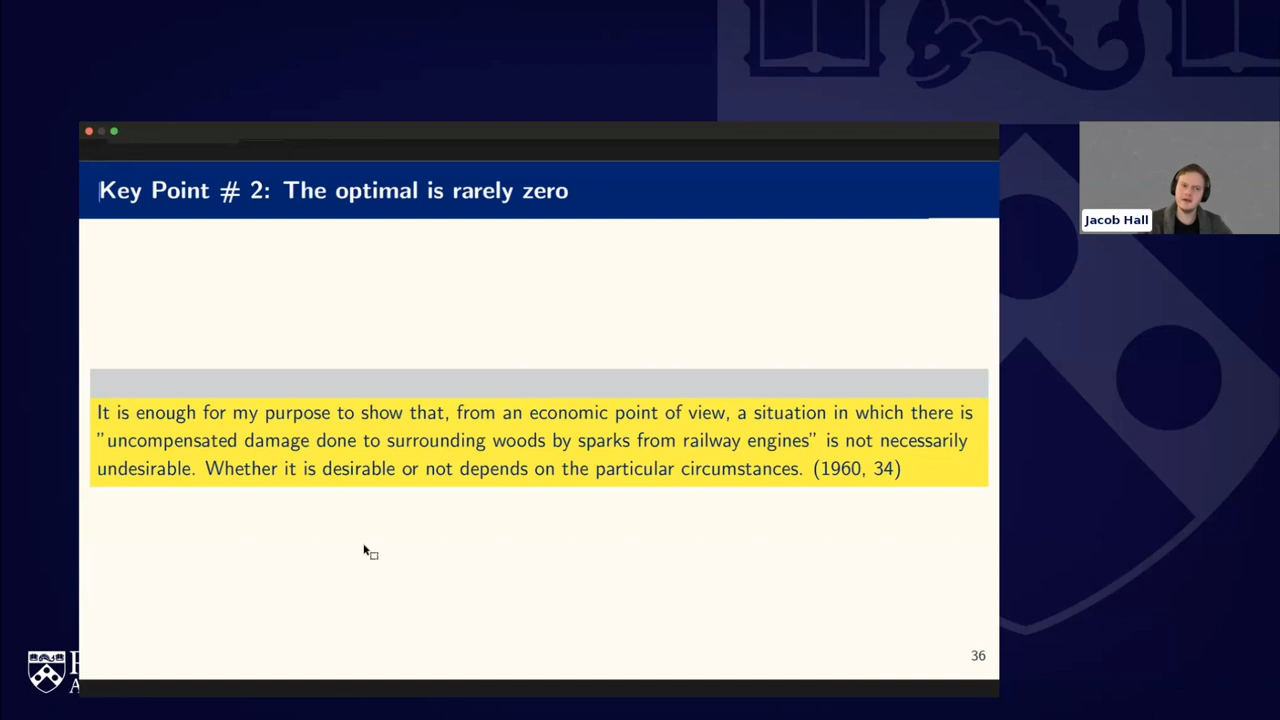 Key Point # 2: The optimal is rarely zero
Jacob Hall
It is enough for my purpose to show that, from an economic point of view, a situation in which there is
”uncompensated damage done to surrounding woods by sparks from railway engines” is not necessarily
undesirable. Whether it is desirable or not depends on the particular circumstances. (1960, 34)
36